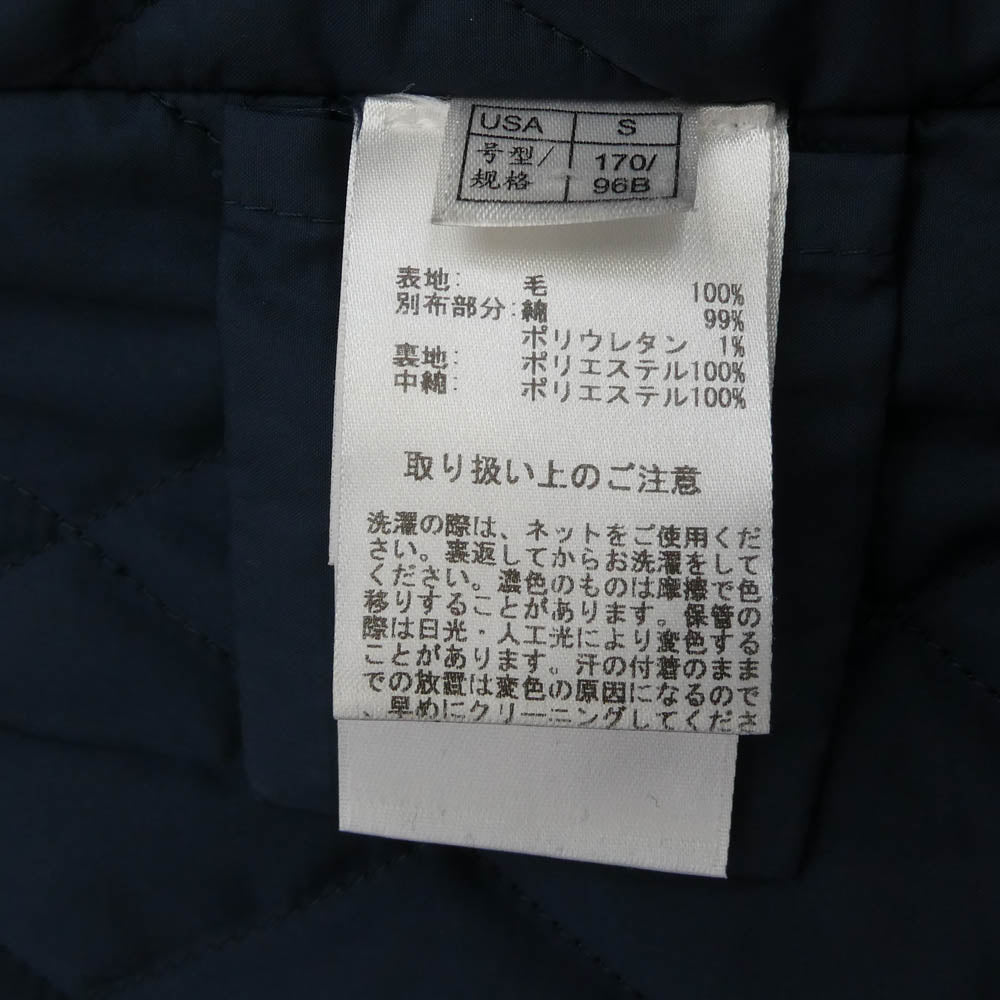 USA S
号型/ 170/
规格 96B
表地: 毛 100%
別布部分:綿 99%
ポリウレタン 1%
裏地: ポリエステル100%
中綿: ポリエステル100%
取り扱い上のご注意
洗濯の際は、ネットをご使用くだ
さい。裏返してからお洗濯をして
ください。濃色のものは摩擦で色
移りすることがあります。保管の
際は日光・人工光により変色する
ことがあります。汗の付着のまま
での放置は変色の原因になるので
、早めにクリーニングしてくださ